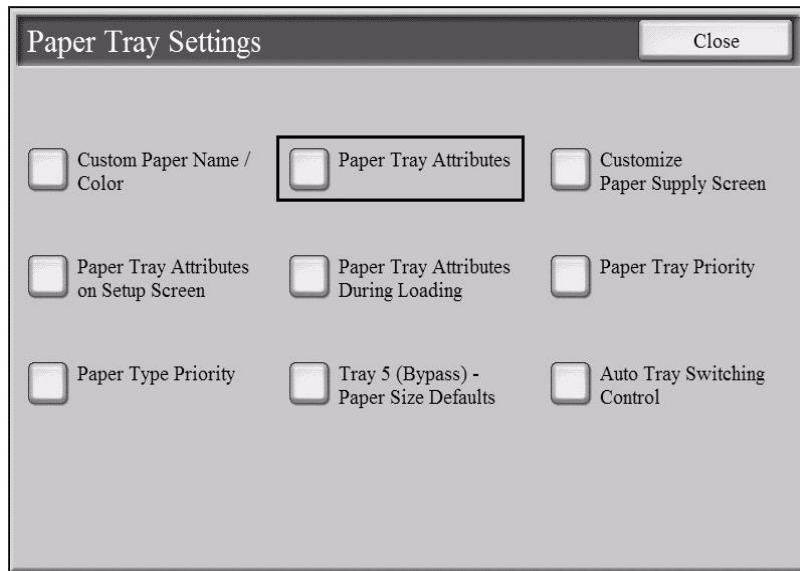 Paper Tray Settings
Close
Custom Paper Name /
Color
Paper Tray Attributes
Customize
Paper Supply Screen
Paper Tray Attributes
on Setup Screen
Paper Tray Attributes
During Loading
Paper Tray Priority
Paper Type Priority
Tray 5 (Bypass) -
Paper Size Defaults
Auto Tray Switching
Control